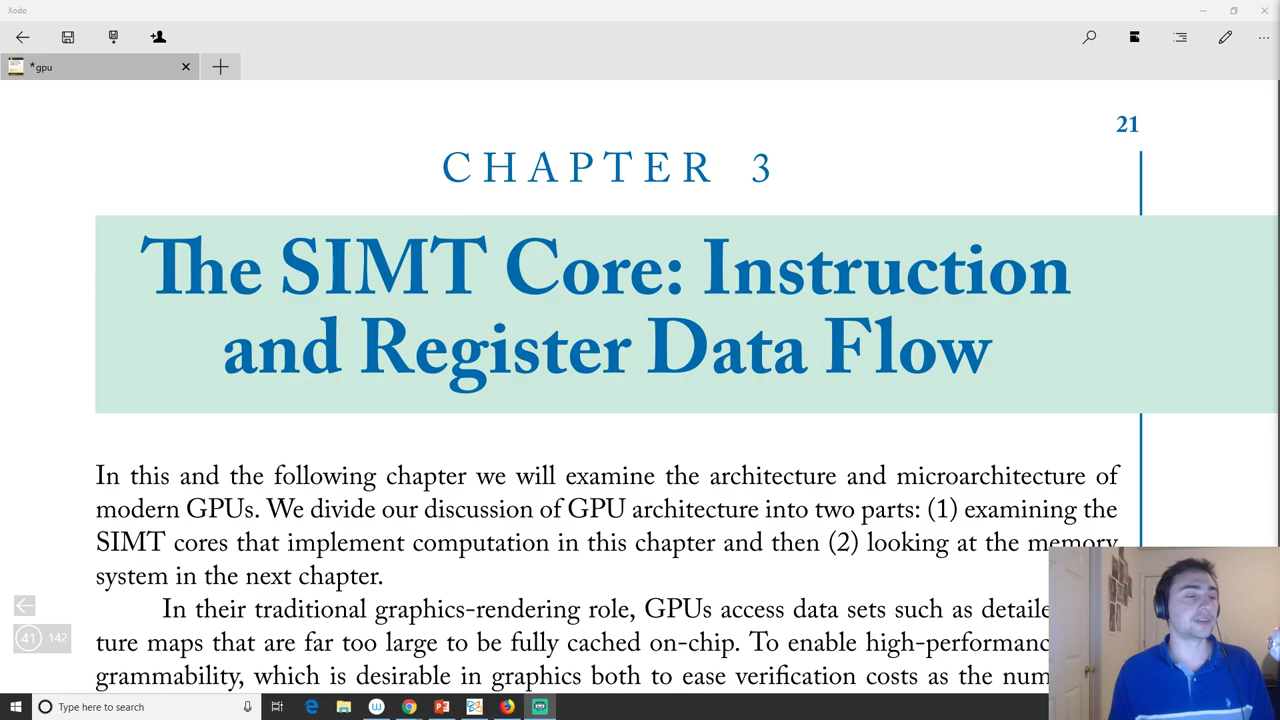 Xodo
*gpu
21
CHAPTER 3
The SIMT Core: Instruction
and Register Data Flow
In this and the following chapter we will examine the architecture and microarchitecture of
modern GPUs. We divide our discussion of GPU architecture into two parts: (1) examining the
SIMT cores that implement computation in this chapter and then (2) looking at the memory
system in the next chapter.
In their traditional graphics-rendering role, GPUs access data sets such as detaile
ture maps that are far too large to be fully cached on-chip. To enable high-performanc
grammability, which is desirable in graphics both to ease verification costs as the num
41 142
Type here to search